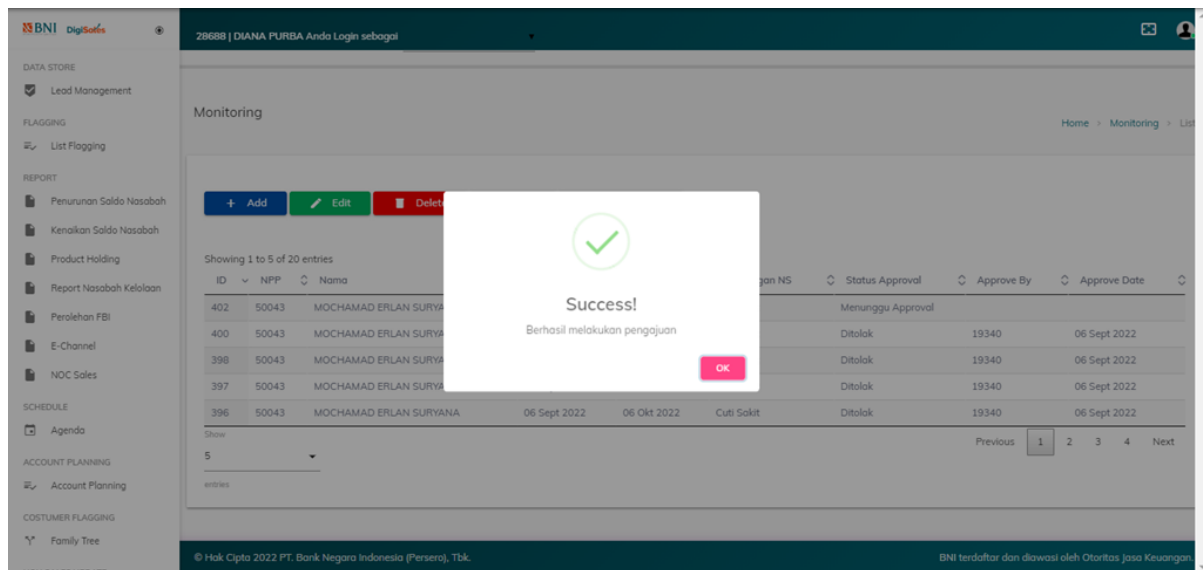 BNI DigiSales
28688 | DIANA PURBA Anda Login sebagai
DATA STORE
Lead Management
FLAGGING
List Flagging
REPORT
Penurunan Saldo Nasabah
Kenaikan Saldo Nasabah
Product Holding
Report Nasabah Kelolaan
Perolehan FBI
E-Channel
NOC Sales
SCHEDULE
Agenda
ACCOUNT PLANNING
Account Planning
COSTUMER FLAGGING
Family Tree
Monitoring
Home > Monitoring > List
+ Add Edit Delet
Showing 1 to 5 of 20 entries
ID NPP Nama gan NS Status Approval Approve By Approve Date
402 50043 MOCHAMAD ERLAN SURYA Menunggu Approval
400 50043 MOCHAMAD ERLAN SURYA Ditolak 19340 06 Sept 2022
398 50043 MOCHAMAD ERLAN SURYA Ditolak 19340 06 Sept 2022
397 50043 MOCHAMAD ERLAN SURYA Ditolak 19340 06 Sept 2022
396 50043 MOCHAMAD ERLAN SURYANA 06 Sept 2022 06 Okt 2022 Cuti Sakit Ditolak 19340 06 Sept 2022
Show
5
entries
Previous 1 2 3 4 Next
Success!
Berhasil melakukan pengajuan
OK
© Hak Cipta 2022 PT. Bank Negara Indonesia (Persero), Tbk.
BNI terdaftar dan diawasi oleh Otoritas Jasa Keuangan.